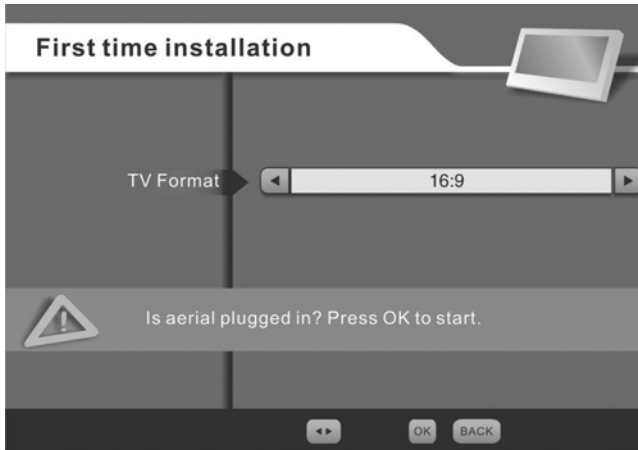 First time installation
TV Format
16:9
Is aerial plugged in? Press OK to start.
OK BACK